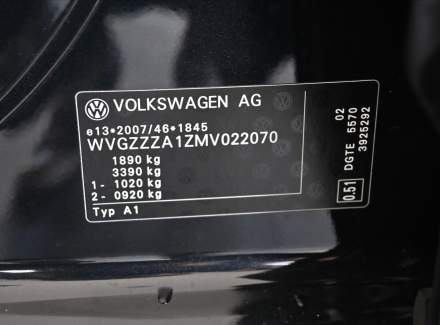 VOLKSWAGEN AG
e13*2007/46*1845
WVGZZZA1ZMV022070
1890 kg
3390 kg
1- 1020 kg
2- 0920 kg
Typ A1
02
DGTE 5570
3925292
0.51